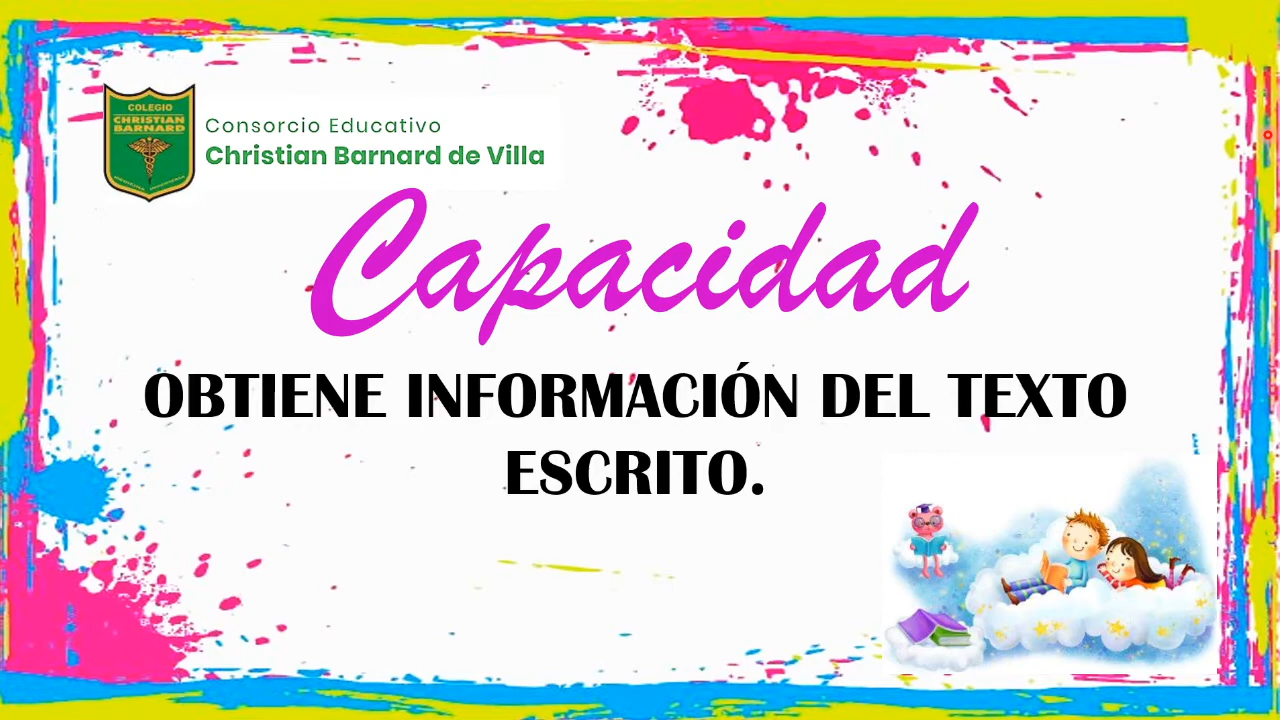 COLEGIO
CHRISTIAN
BARNARD
Consorcio Educativo
Christian Barnard de Villa
Capacidad
OBTIENE INFORMACIÓN DEL TEXTO
ESCRITO.